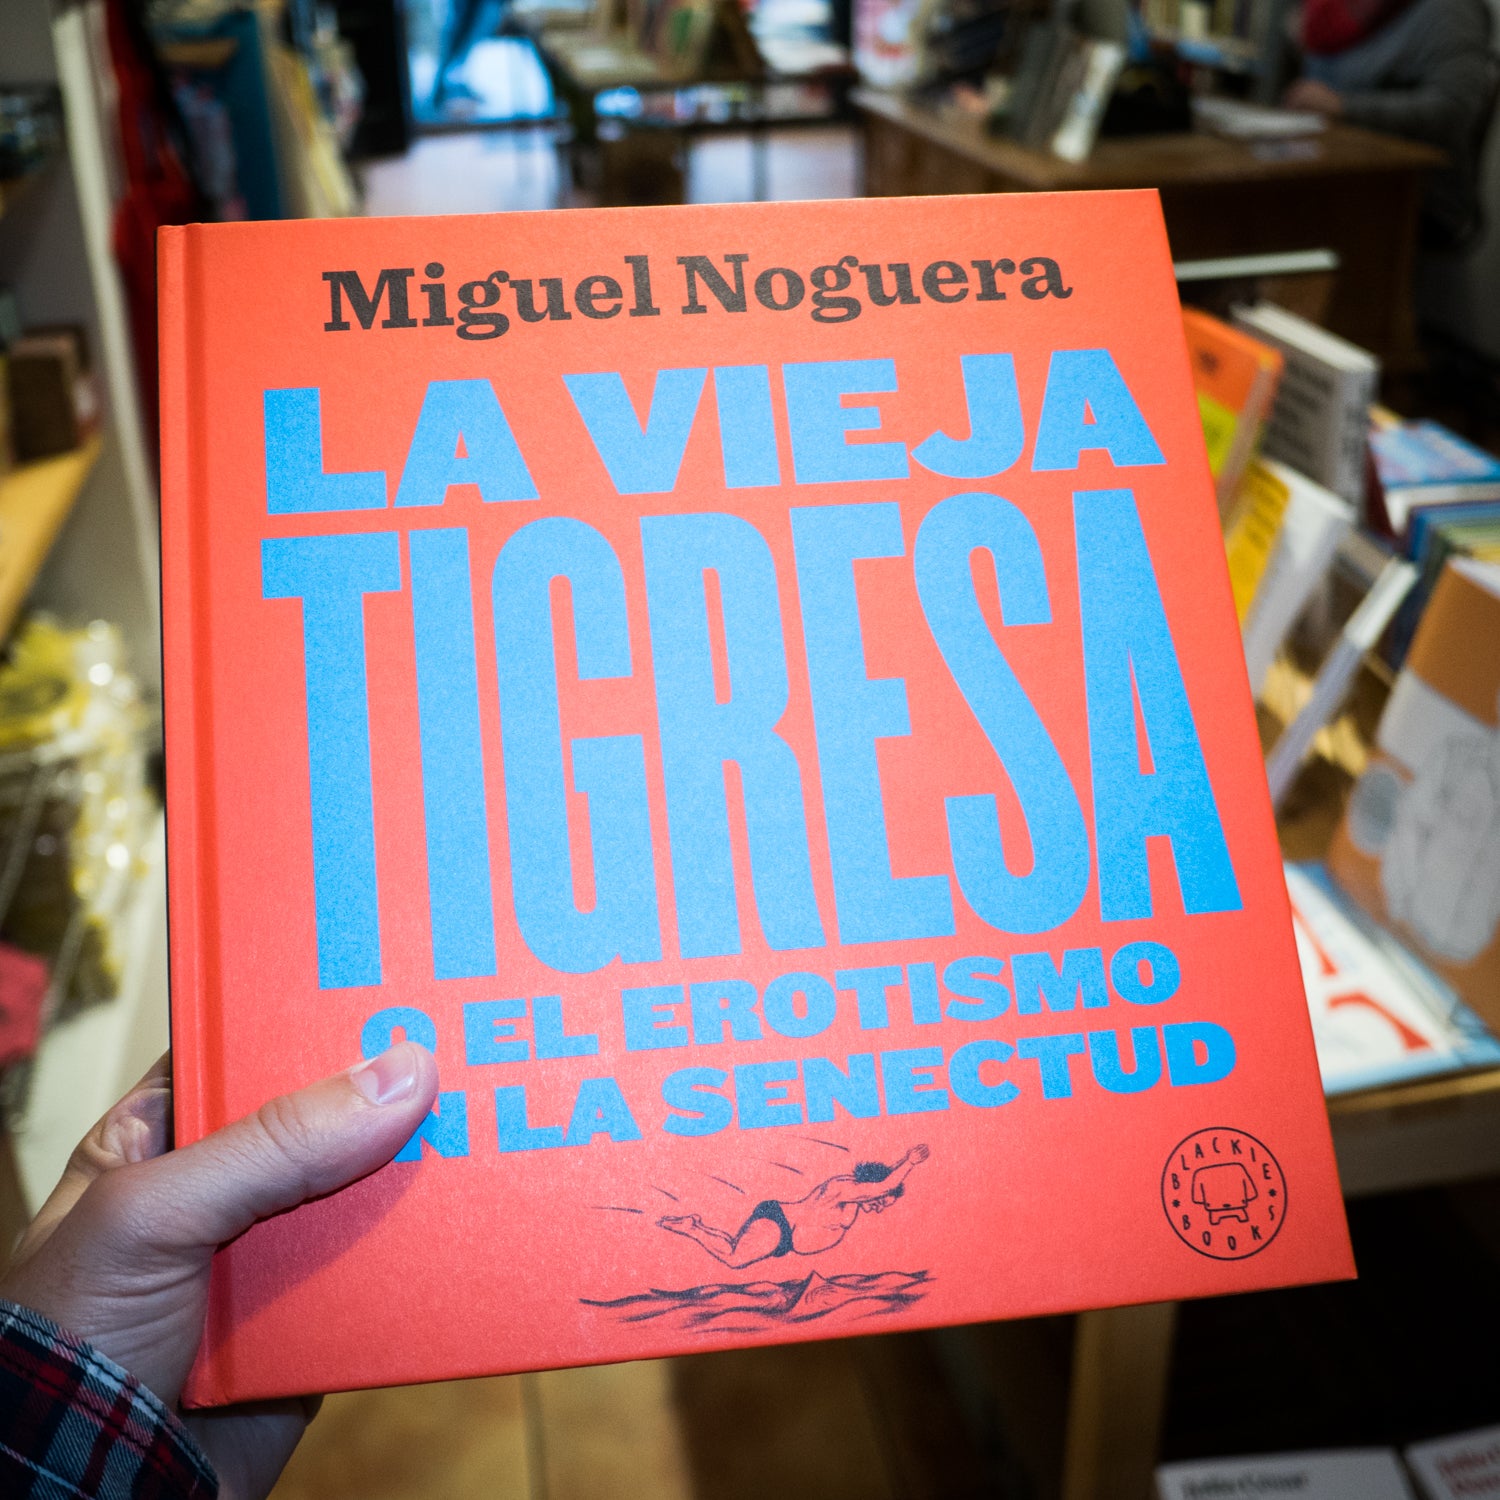 Miguel Noguera
LA VIEJA
TIGRESA
O EL EROTISMO
N LA SENECTUD
BLACKIE
BOOKS